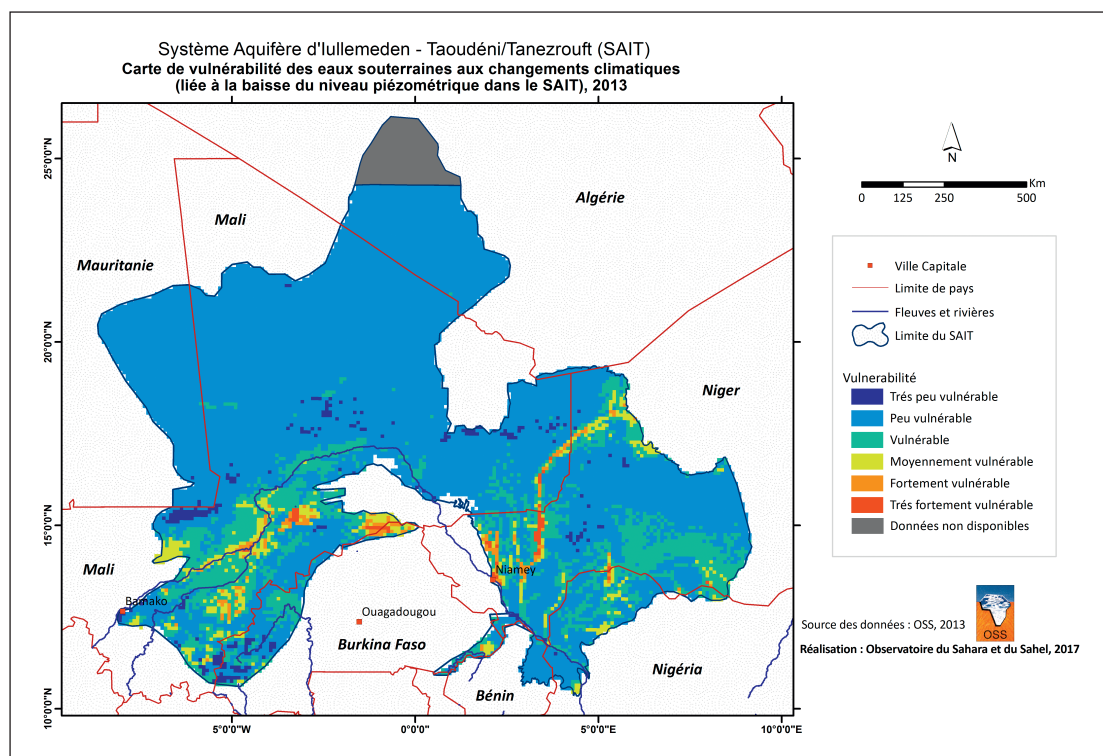 Système Aquifère d'Iullemeden - Taoudéni/Tanezrouft (SAIT)
Carte de vulnérabilité des eaux souterraines aux changements climatiques
(liée à la baisse du niveau piézométrique dans le SAIT), 2013
25°0'0"N
20°0'0"N
15°0'0"N
10°0'0"N
5°0'0"W
0°0'0"
5°0'0"E
10°0'0"E
Mali
Algérie
Mauritanie
Niger
Mali
Bamako
Niamey
Ouagadougou
Burkina Faso
Bénin
Nigéria
N
Km
0 125 250 500
Ville Capitale
Limite de pays
Fleuves et rivières
Limite du SAIT
Vulnérabilité
Trés peu vulnérable
Peu vulnérable
Vulnérable
Moyennement vulnérable
Fortement vulnérable
Trés fortement vulnérable
Données non disponibles
Source des données : OSS, 2013
OSS
Réalisation : Observatoire du Sahara et du Sahel, 2017